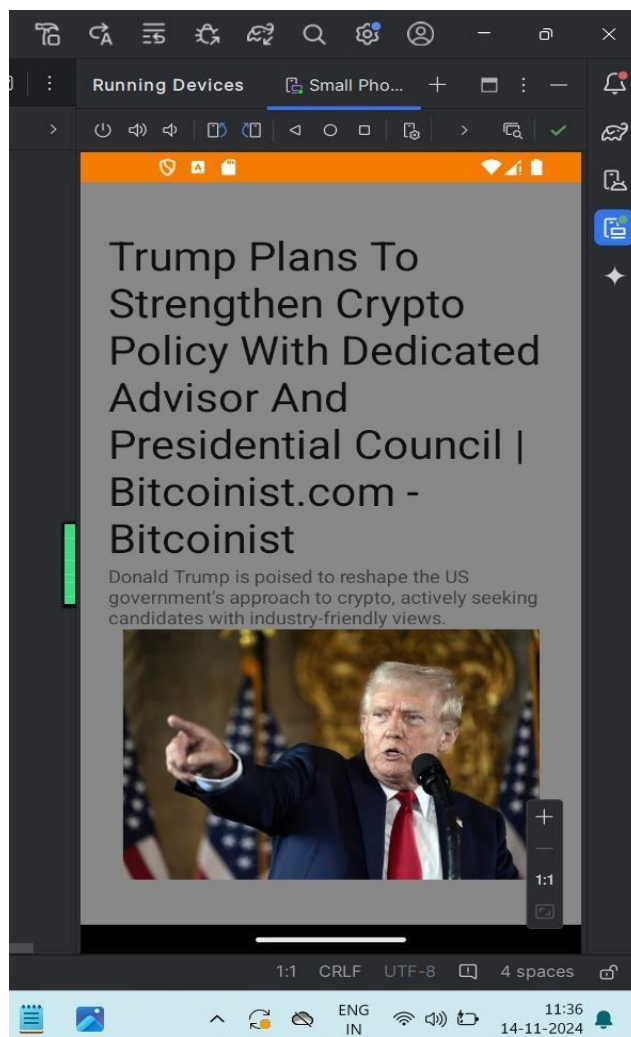 Running Devices
Small Pho...
Trump Plans To
Strengthen Crypto
Policy With Dedicated
Advisor And
Presidential Council |
Bitcoinist.com -
Bitcoinist
Donald Trump is poised to reshape the US
government's approach to crypto, actively seeking
candidates with industry-friendly views.
1:1
1:1 CRLF UTF-8 4 spaces
ENG
IN
11:36
14-11-2024